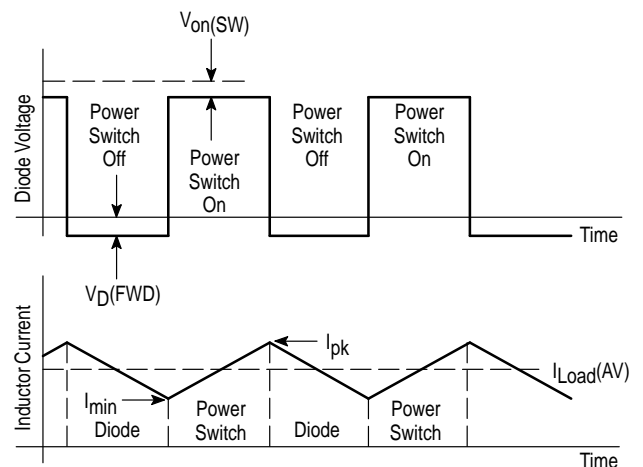 Von(SW)
Diode Voltage
Power
Switch
Off
Power
Switch
On
Power
Switch
Off
Power
Switch
On
Time
VD(FWD)
Inductor Current
Ipk
ILoad(AV)
Imin
Diode
Power
Switch
Diode
Power
Switch
Time